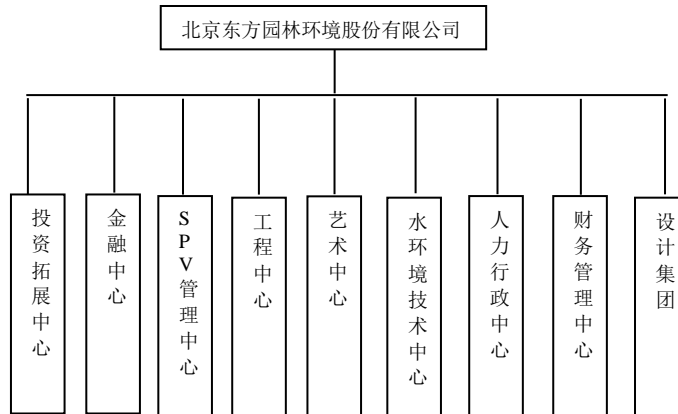 北京东方园林环境股份有限公司
投资拓展中心
金融中心
SPV管理中心
工程中心
艺术中心
水环境技术中心
人力行政中心
财务管理中心
设计集团